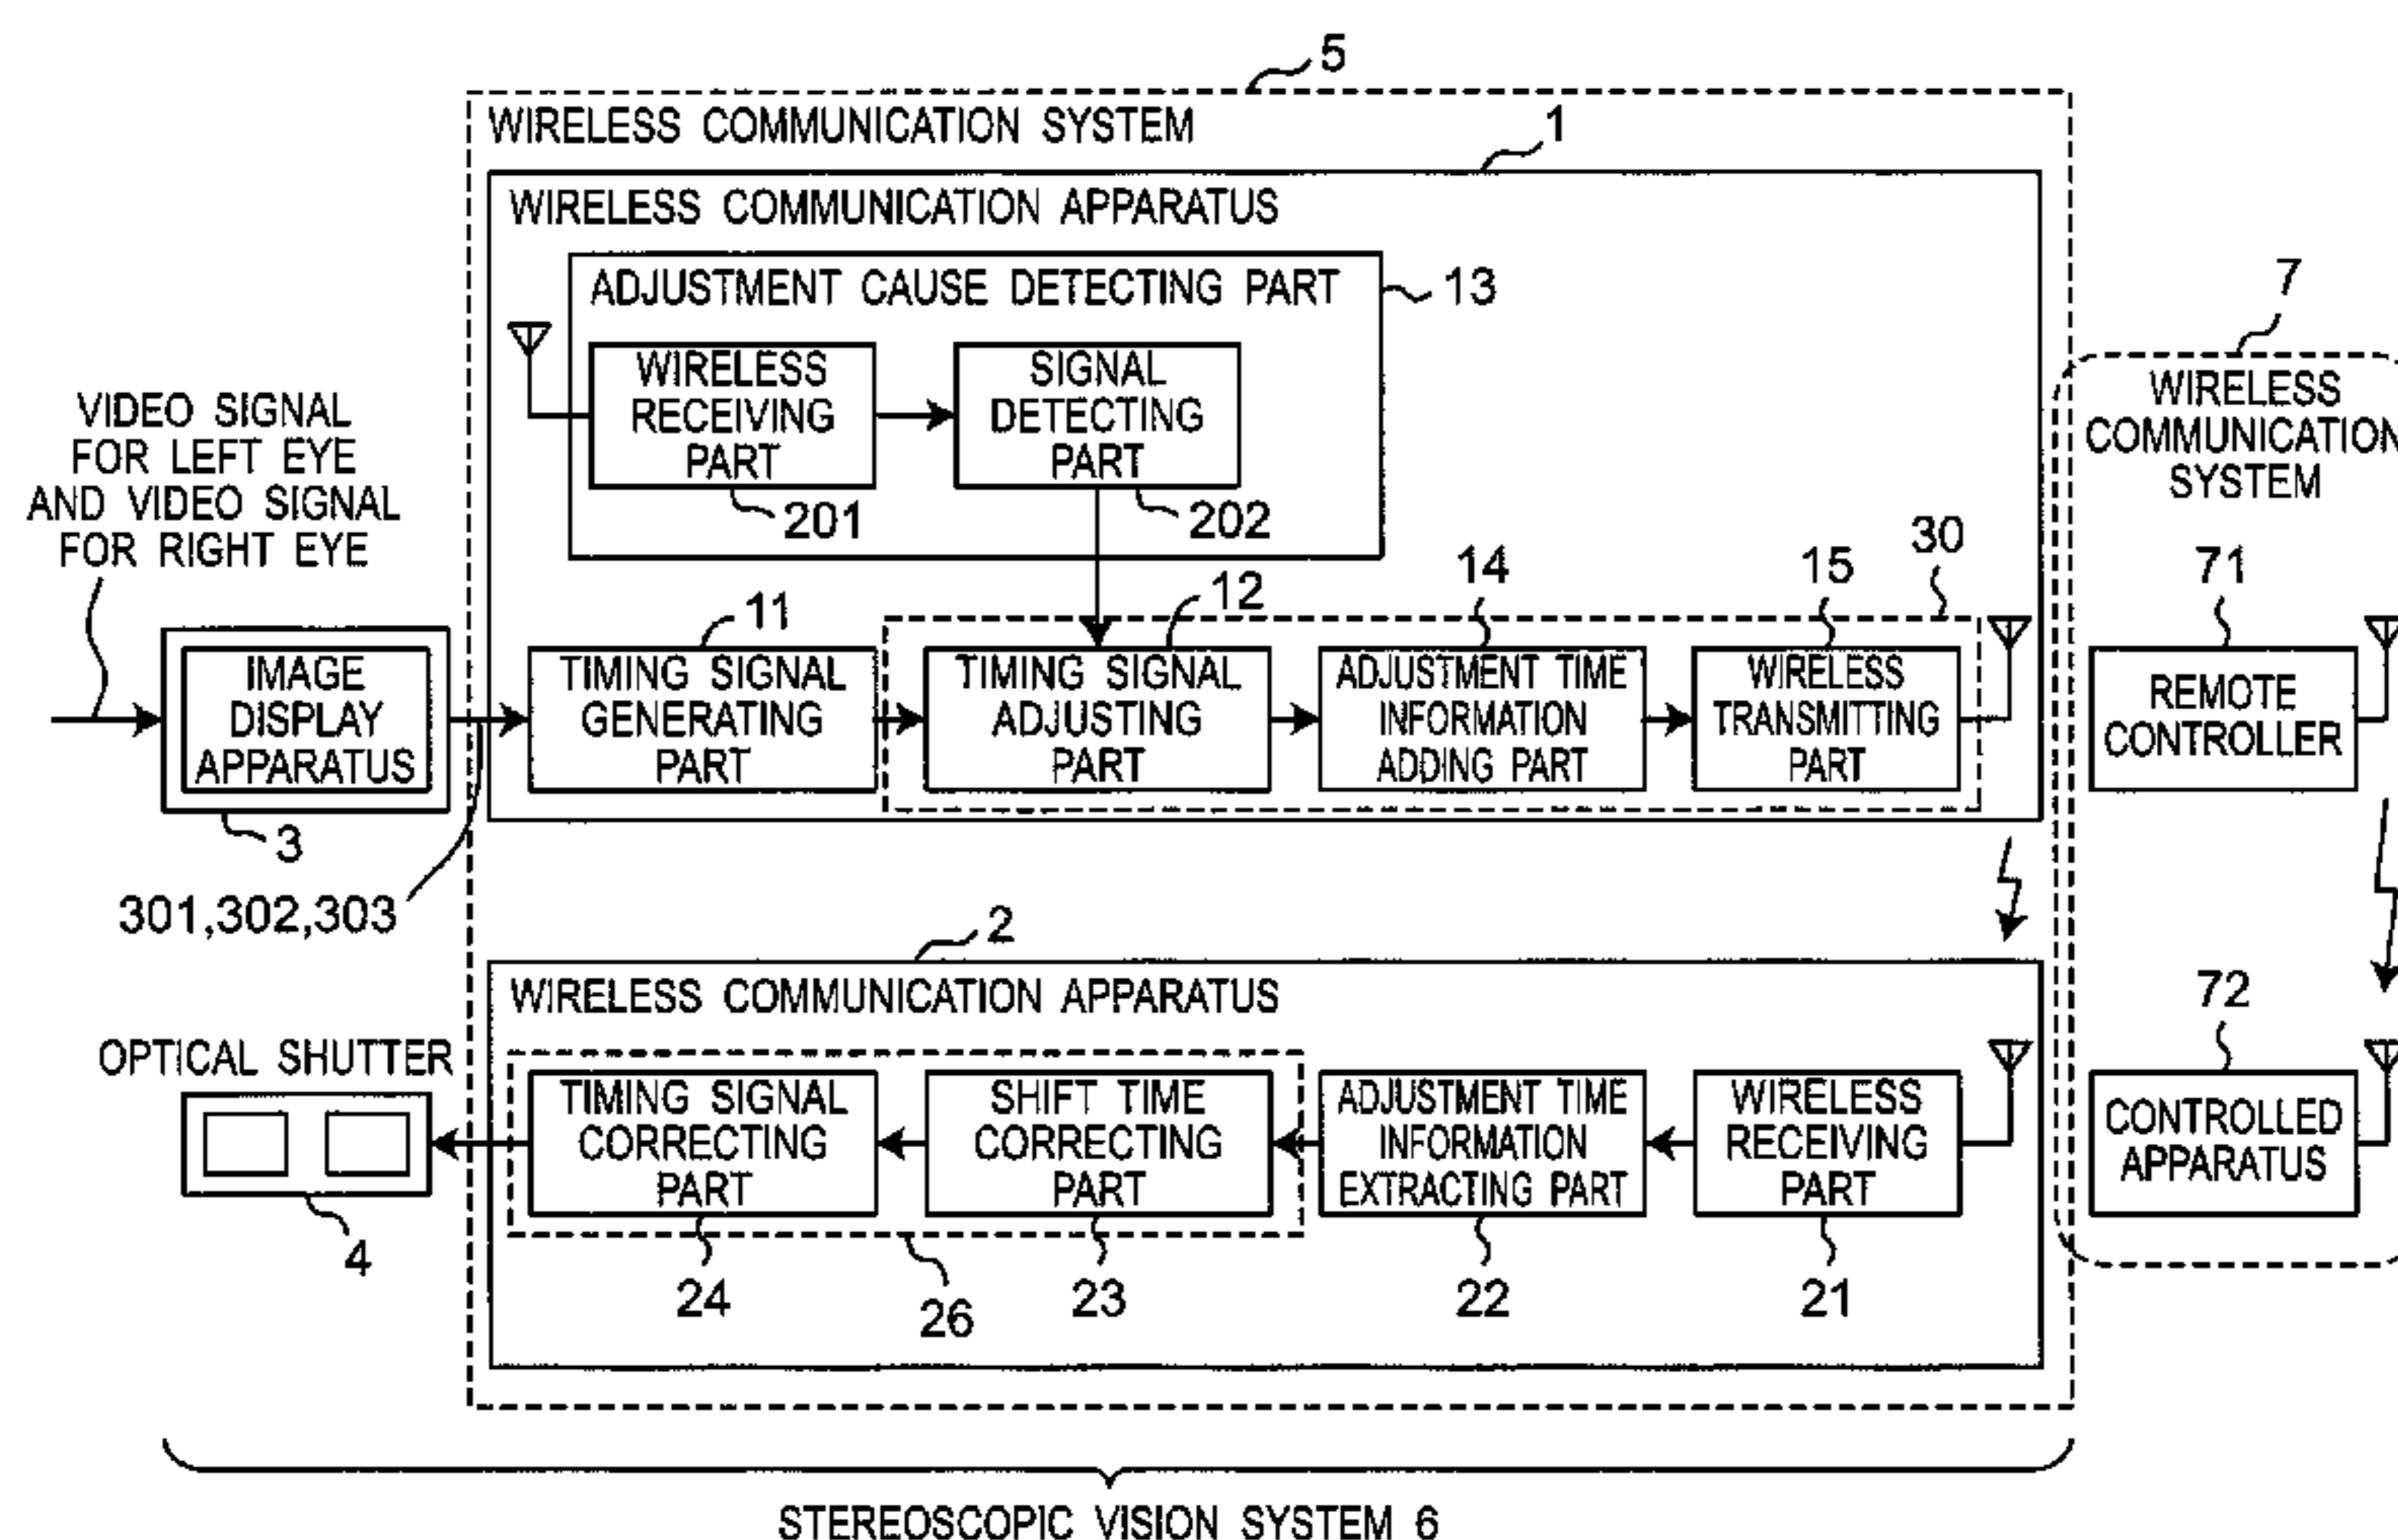 5
WIRELESS COMMUNICATION SYSTEM
1
WIRELESS COMMUNICATION APPARATUS
ADJUSTMENT CAUSE DETECTING PART
13
WIRELESS
RECEIVING
PART
201
SIGNAL
DETECTING
PART
202
VIDEO SIGNAL
FOR LEFT EYE
AND VIDEO SIGNAL
FOR RIGHT EYE
IMAGE
DISPLAY
APPARATUS
3
301,302,303
11
TIMING SIGNAL
GENERATING
PART
12
TIMING SIGNAL
ADJUSTING
PART
14
ADJUSTMENT TIME
INFORMATION
ADDING PART
15
WIRELESS
TRANSMITTING
PART
30
7
WIRELESS
COMMUNICATION
SYSTEM
71
REMOTE
CONTROLLER
2
WIRELESS COMMUNICATION APPARATUS
OPTICAL SHUTTER
4
TIMING SIGNAL
CORRECTING
PART
24
26
SHIFT TIME
CORRECTING
PART
23
ADJUSTMENT TIME
INFORMATION
EXTRACTING PART
22
WIRELESS
RECEIVING
PART
21
72
CONTROLLED
APPARATUS
STEREOSCOPIC VISION SYSTEM 6